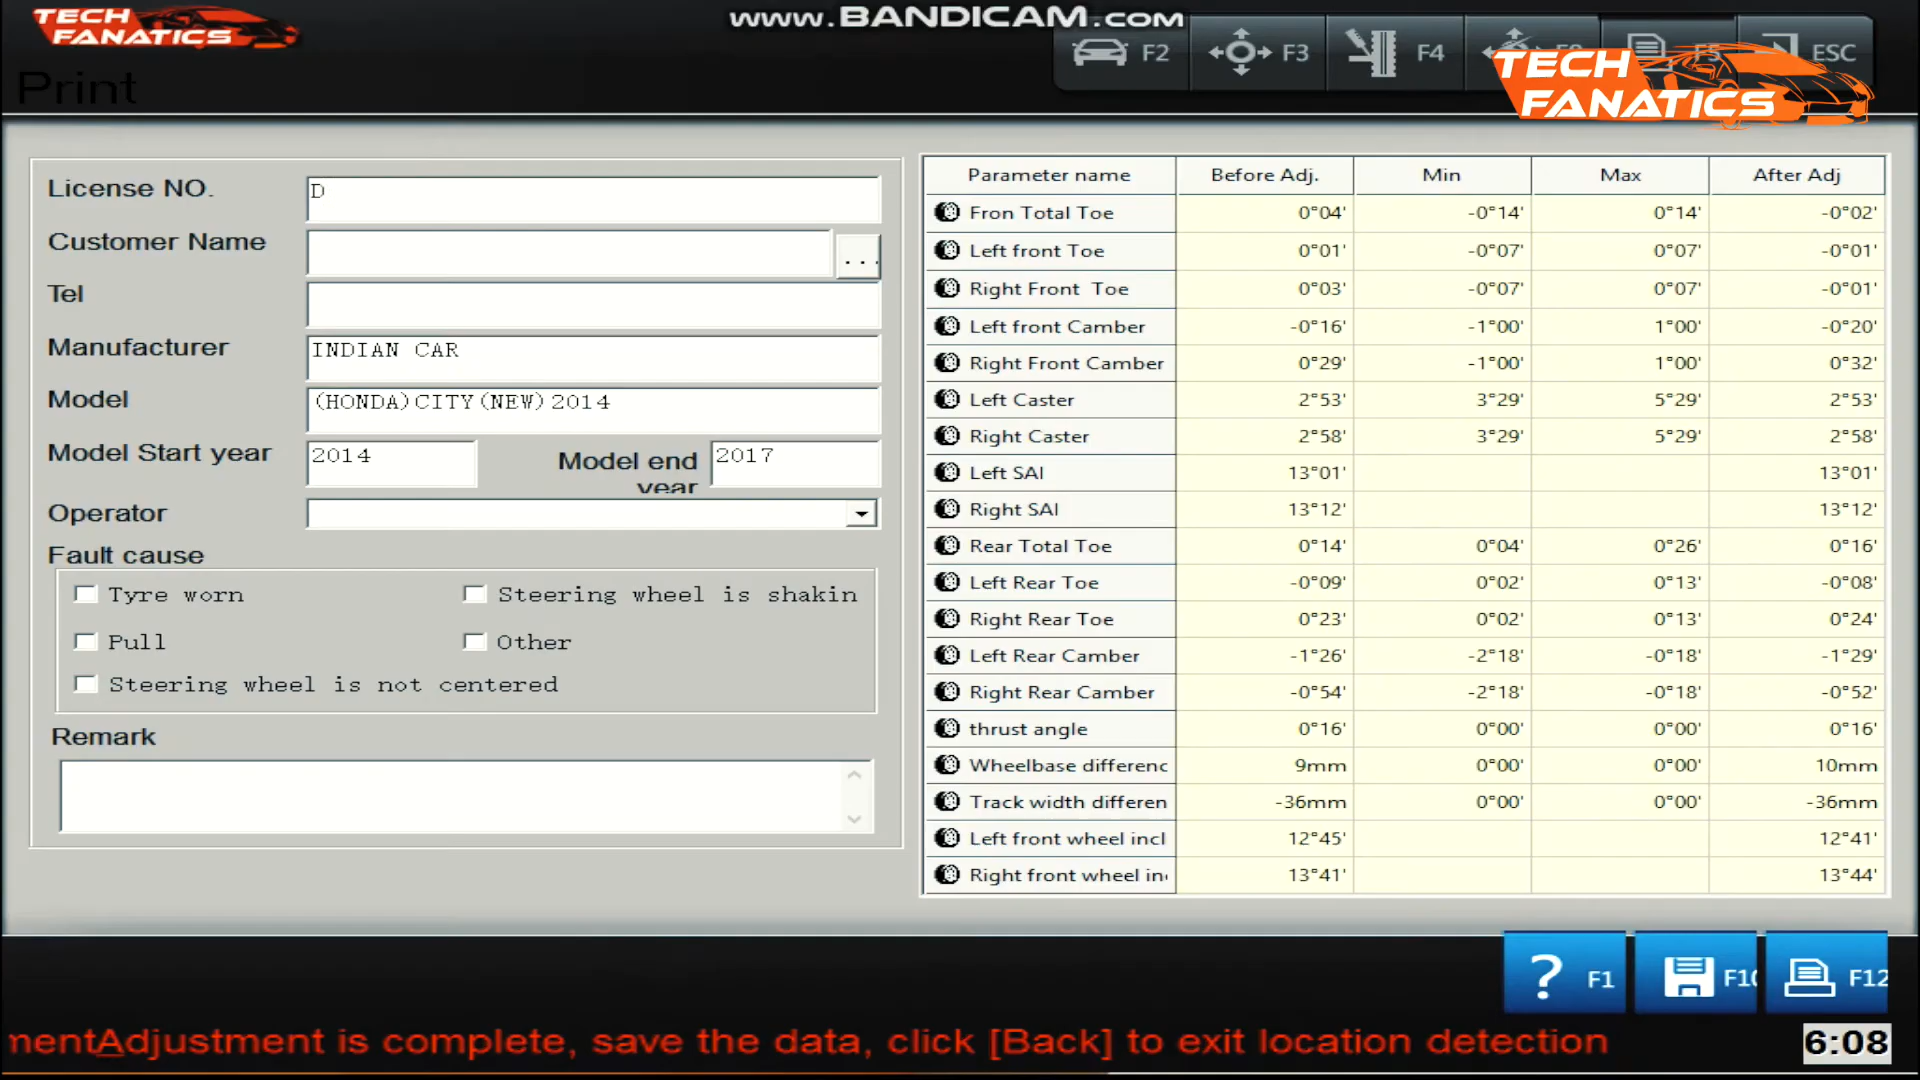 TECH
FANATICS
www.BANDICAM.com
F2
F3
F4
F5
ESC
TECH
FANATICS
Print
License NO. D
Customer Name ...
Tel
Manufacturer INDIAN CAR
Model (HONDA)CITY(NEW)2014
Model Start year 2014 Model end year 2017
Operator
Fault cause
Tyre worn Steering wheel is shakin
Pull Other
Steering wheel is not centered
Remark
Parameter name Before Adj. Min Max After Adj
Fron Total Toe 0°04' -0°14' 0°14' -0°02'
Left front Toe 0°01' -0°07' 0°07' -0°01'
Right Front Toe 0°03' -0°07' 0°07' -0°01'
Left front Camber -0°16' -1°00' 1°00' -0°20'
Right Front Camber 0°29' -1°00' 1°00' 0°32'
Left Caster 2°53' 3°29' 5°29' 2°53'
Right Caster 2°58' 3°29' 5°29' 2°58'
Left SAI 13°01' 13°01'
Right SAI 13°12' 13°12'
Rear Total Toe 0°14' 0°04' 0°26' 0°16'
Left Rear Toe -0°09' 0°02' 0°13' -0°08'
Right Rear Toe 0°23' 0°02' 0°13' 0°24'
Left Rear Camber -1°26' -2°18' -0°18' -1°29'
Right Rear Camber -0°54' -2°18' -0°18' -0°52'
thrust angle 0°16' 0°00' 0°00' 0°16'
Wheelbase differenc 9mm 0°00' 0°00' 10mm
Track width differen -36mm 0°00' 0°00' -36mm
Left front wheel incl 12°45' 12°41'
Right front wheel in 13°41' 13°44'
? F1
F10
F12
mentAdjustment is complete, save the data, click [Back] to exit location detection
6:08